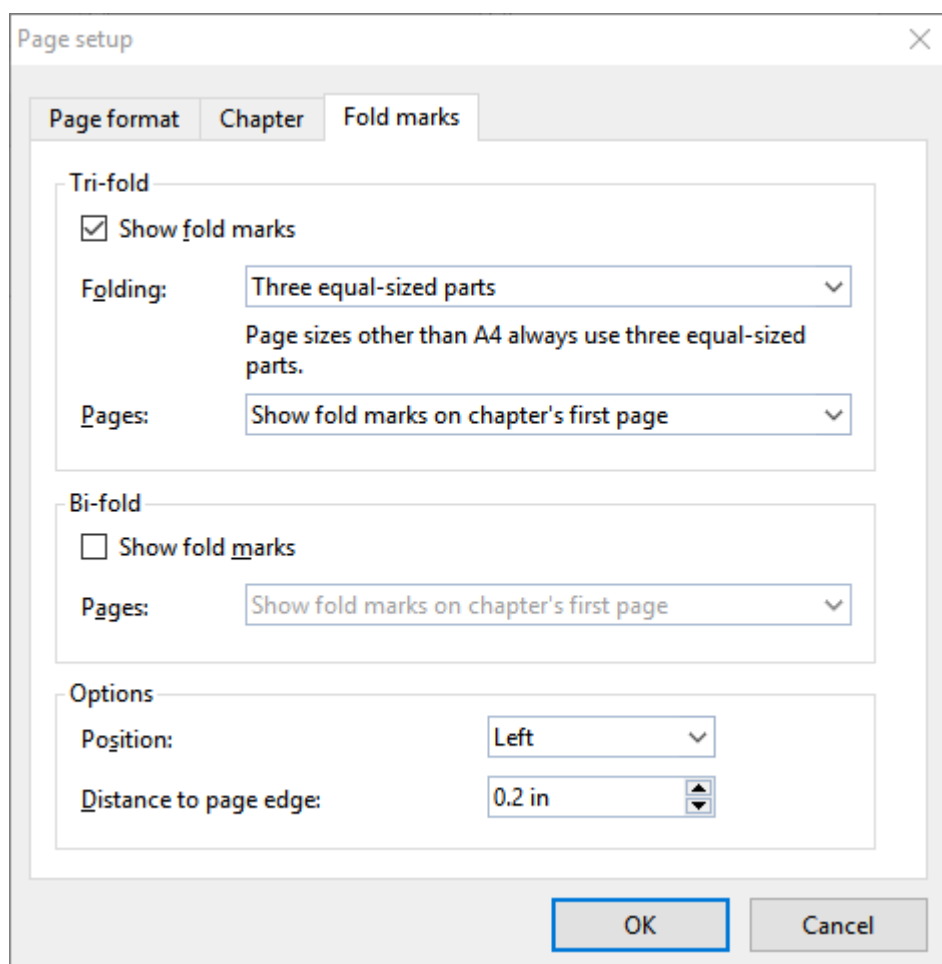 Page setup
Page format Chapter Fold marks
Tri-fold
Show fold marks
Folding: Three equal-sized parts
Page sizes other than A4 always use three equal-sized
parts.
Pages: Show fold marks on chapter's first page
Bi-fold
Show fold marks
Pages: Show fold marks on chapter's first page
Options
Position: Left
Distance to page edge: 0.2 in
OK Cancel